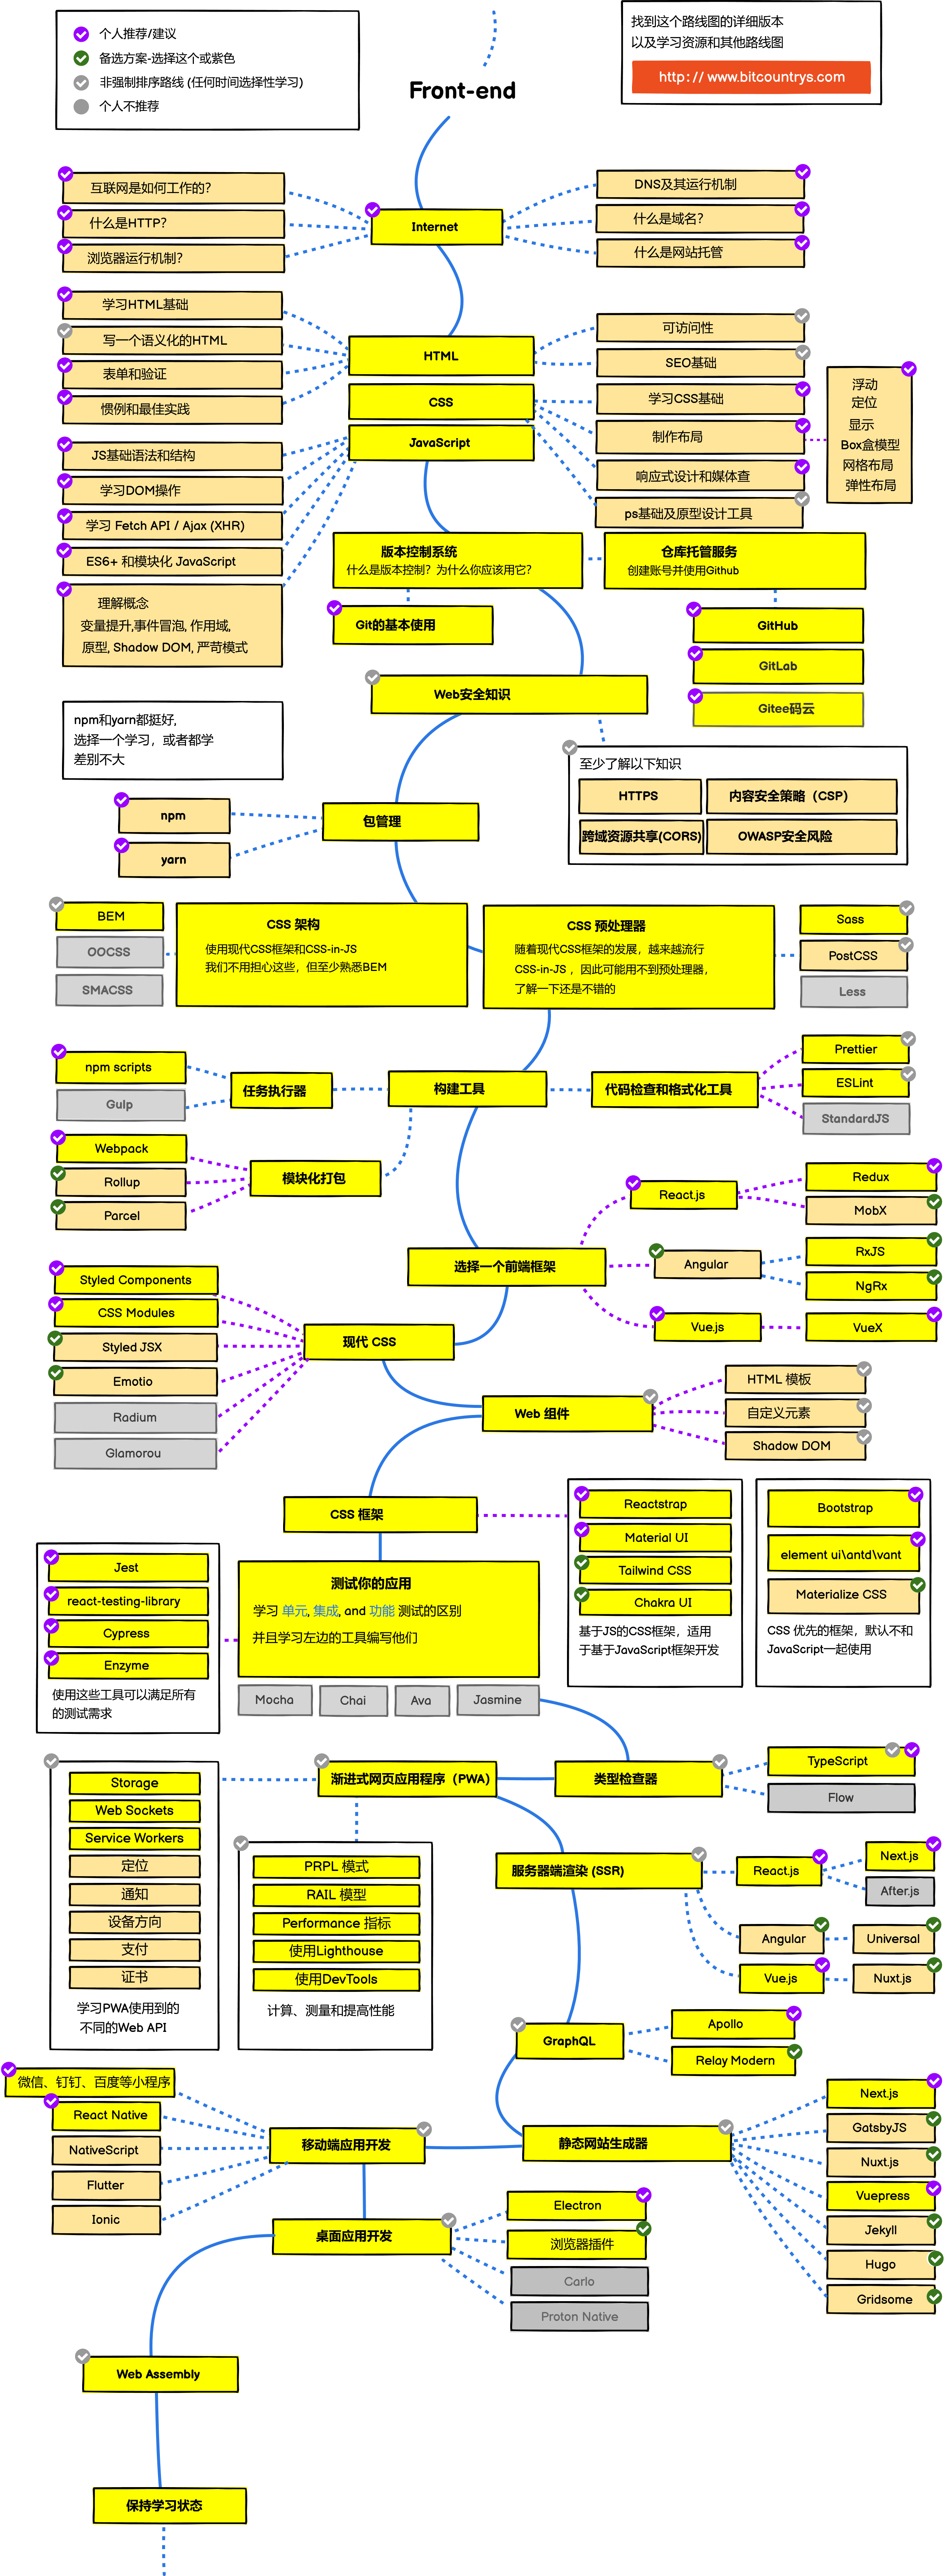 个人推荐/建议
备选方案-选择这个或紫色
非强制排序路线 (任何时间选择性学习)
个人不推荐
找到这个路线图的详细版本
以及学习资源和其他路线图
http:// www.bitcountrys.com
Front-end
互联网是如何工作的?
什么是HTTP?
浏览器运行机制?
Internet
DNS及其运行机制
什么是域名?
什么是网站托管
学习HTML基础
写一个语义化的HTML
表单和验证
惯例和最佳实践
HTML
CSS
JavaScript
可访问性
SEO基础
学习CSS基础
制作布局
响应式设计和媒体查
ps基础及原型设计工具
浮动
定位
显示
Box盒模型
网格布局
弹性布局
JS基础语法和结构
学习DOM操作
学习 Fetch API / Ajax (XHR)
ES6+ 和模块化 JavaScript
理解概念
变量提升,事件冒泡, 作用域,
原型, Shadow DOM, 严苛模式
版本控制系统
什么是版本控制? 为什么你应该用它?
仓库托管服务
创建账号并使用Github
Git的基本使用
GitHub
GitLab
Gitee码云
Web安全知识
npm和yarn都挺好,
选择一个学习，或者都学
差别不大
至少了解以下知识
HTTPS
内容安全策略（CSP）
跨域资源共享(CORS)
OWASP安全风险
npm
yarn
包管理
BEM
OOCSS
SMACSS
CSS 架构
使用现代CSS框架和CSS-in-JS
我们不用担心这些，但至少熟悉BEM
CSS 预处理器
随着现代CSS框架的发展，越来越流行
CSS-in-JS ，因此可能用不到预处理器，
了解一下还是不错的
Sass
PostCSS
Less
npm scripts
Gulp
任务执行器
构建工具
代码检查和格式化工具
Prettier
ESLint
StandardJS
Webpack
Rollup
Parcel
模块化打包
React.js
Redux
MobX
选择一个前端框架
Angular
RxJS
NgRx
Vue.js
VueX
Styled Components
CSS Modules
Styled JSX
Emotio
Radium
Glamorou
现代 CSS
Web 组件
HTML 模板
自定义元素
Shadow DOM
CSS 框架
Reactstrap
Material UI
Tailwind CSS
Chakra UI
基于JS的CSS框架，适用
于基于JavaScript框架开发
Bootstrap
element ui\antd\vant
Materialize CSS
CSS 优先的框架，默认不和
JavaScript一起使用
Jest
react-testing-library
Cypress
Enzyme
使用这些工具可以满足所有
的测试需求
测试你的应用
学习 单元, 集成, and 功能 测试的区别
并且学习左边的工具编写他们
Mocha
Chai
Ava
Jasmine
渐进式网页应用程序（PWA）
类型检查器
TypeScript
Flow
Storage
Web Sockets
Service Workers
定位
通知
设备方向
支付
证书
学习PWA使用到的
不同的Web API
PRPL 模式
RAIL 模型
Performance 指标
使用Lighthouse
使用DevTools
计算、测量和提高性能
服务器端渲染 (SSR)
React.js
Next.js
After.js
Angular
Universal
Vue.js
Nuxt.js
GraphQL
Apollo
Relay Modern
微信、钉钉、百度等小程序
React Native
NativeScript
Flutter
Ionic
移动端应用开发
静态网站生成器
Next.js
GatsbyJS
Nuxt.js
Vuepress
Jekyll
Hugo
Gridsome
桌面应用开发
Electron
浏览器插件
Carlo
Proton Native
Web Assembly
保持学习状态